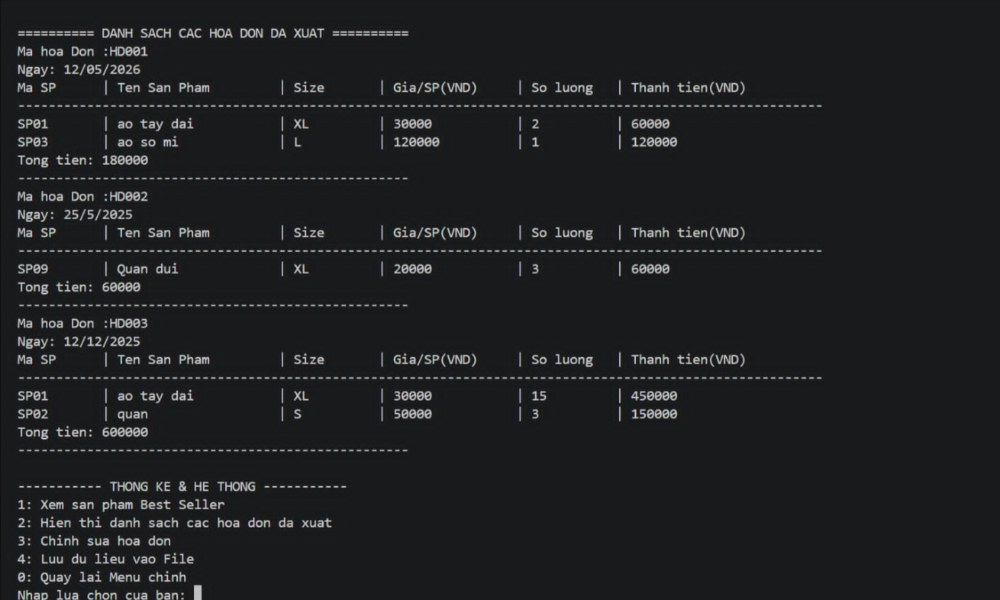 ========== DANH SACH CAC HOA DON DA XUAT ==========
Ma hoa Don :HD001
Ngay: 12/05/2026
Ma SP | Ten San Pham | Size | Gia/SP(VND) | So luong | Thanh tien(VND)
---------------------------------------------------------------------------------------------------------
SP01 | ao tay dai | XL | 30000 | 2 | 60000
SP03 | ao so mi | L | 120000 | 1 | 120000
Tong tien: 180000
---------------------------------------------------
Ma hoa Don :HD002
Ngay: 25/5/2025
Ma SP | Ten San Pham | Size | Gia/SP(VND) | So luong | Thanh tien(VND)
---------------------------------------------------------------------------------------------------------
SP09 | Quan dui | XL | 20000 | 3 | 60000
Tong tien: 60000
---------------------------------------------------
Ma hoa Don :HD003
Ngay: 12/12/2025
Ma SP | Ten San Pham | Size | Gia/SP(VND) | So luong | Thanh tien(VND)
---------------------------------------------------------------------------------------------------------
SP01 | ao tay dai | XL | 30000 | 15 | 450000
SP02 | quan | S | 50000 | 3 | 150000
Tong tien: 600000
---------------------------------------------------
----------- THONG KE & HE THONG -----------
1: Xem san pham Best Seller
2: Hien thi danh sach cac hoa don da xuat
3: Chinh sua hoa don
4: Luu du lieu vao File
0: Quay lai Menu chinh
Nhap lua chon cua ban: